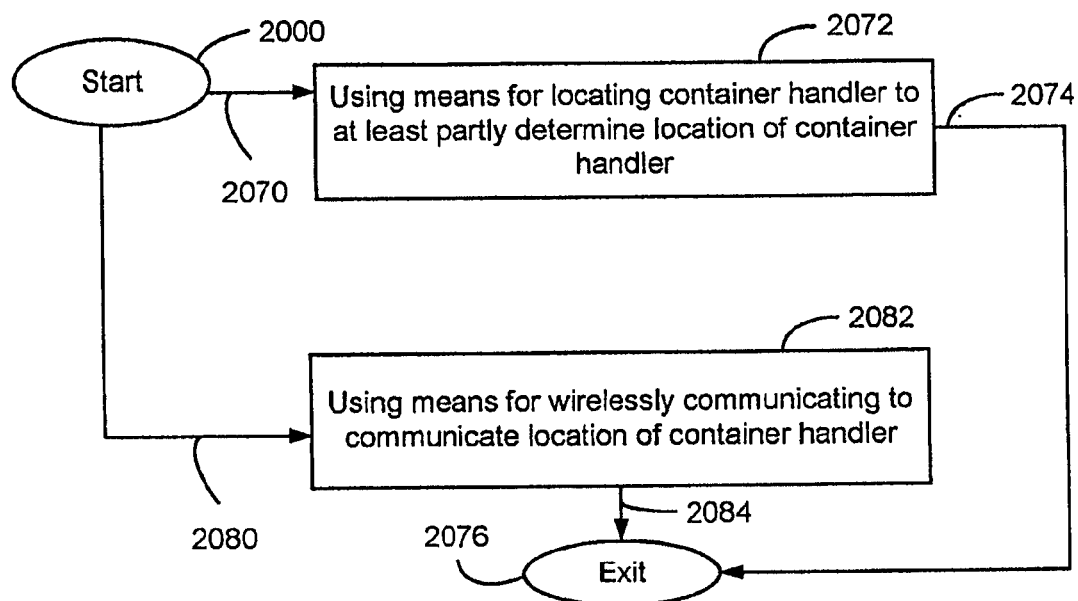 2000
Start
2072
Using means for locating container handler to
at least partly determine location of container
handler
2074
2070
2082
Using means for wirelessly communicating to
communicate location of container handler
2080
2084
2076
Exit